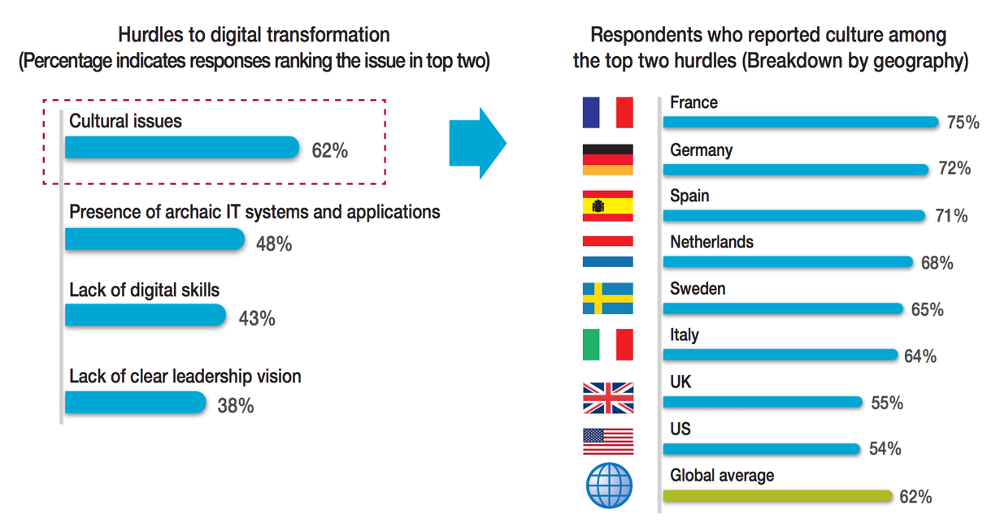 Hurdles to digital transformation
(Percentage indicates responses ranking the issue in top two)
Cultural issues
62%
Presence of archaic IT systems and applications
48%
Lack of digital skills
43%
Lack of clear leadership vision
38%
Respondents who reported culture among
the top two hurdles (Breakdown by geography)
France
75%
Germany
72%
Spain
71%
Netherlands
68%
Sweden
65%
Italy
64%
UK
55%
US
54%
Global average
62%